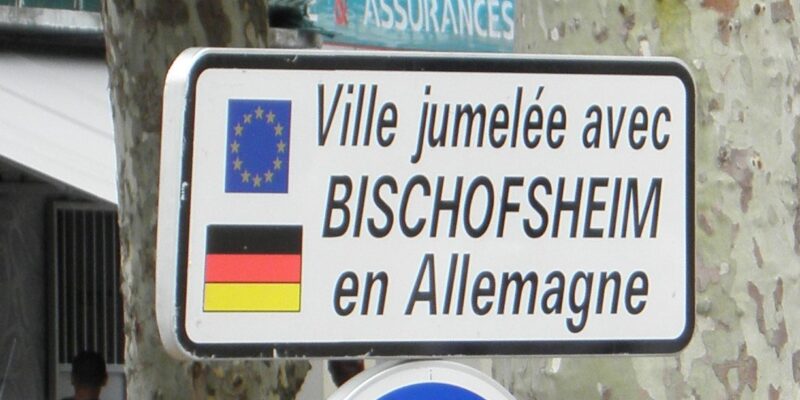 & ASSURANCES
Ville jumelée avec
BISCHOFSHEIM
en Allemagne